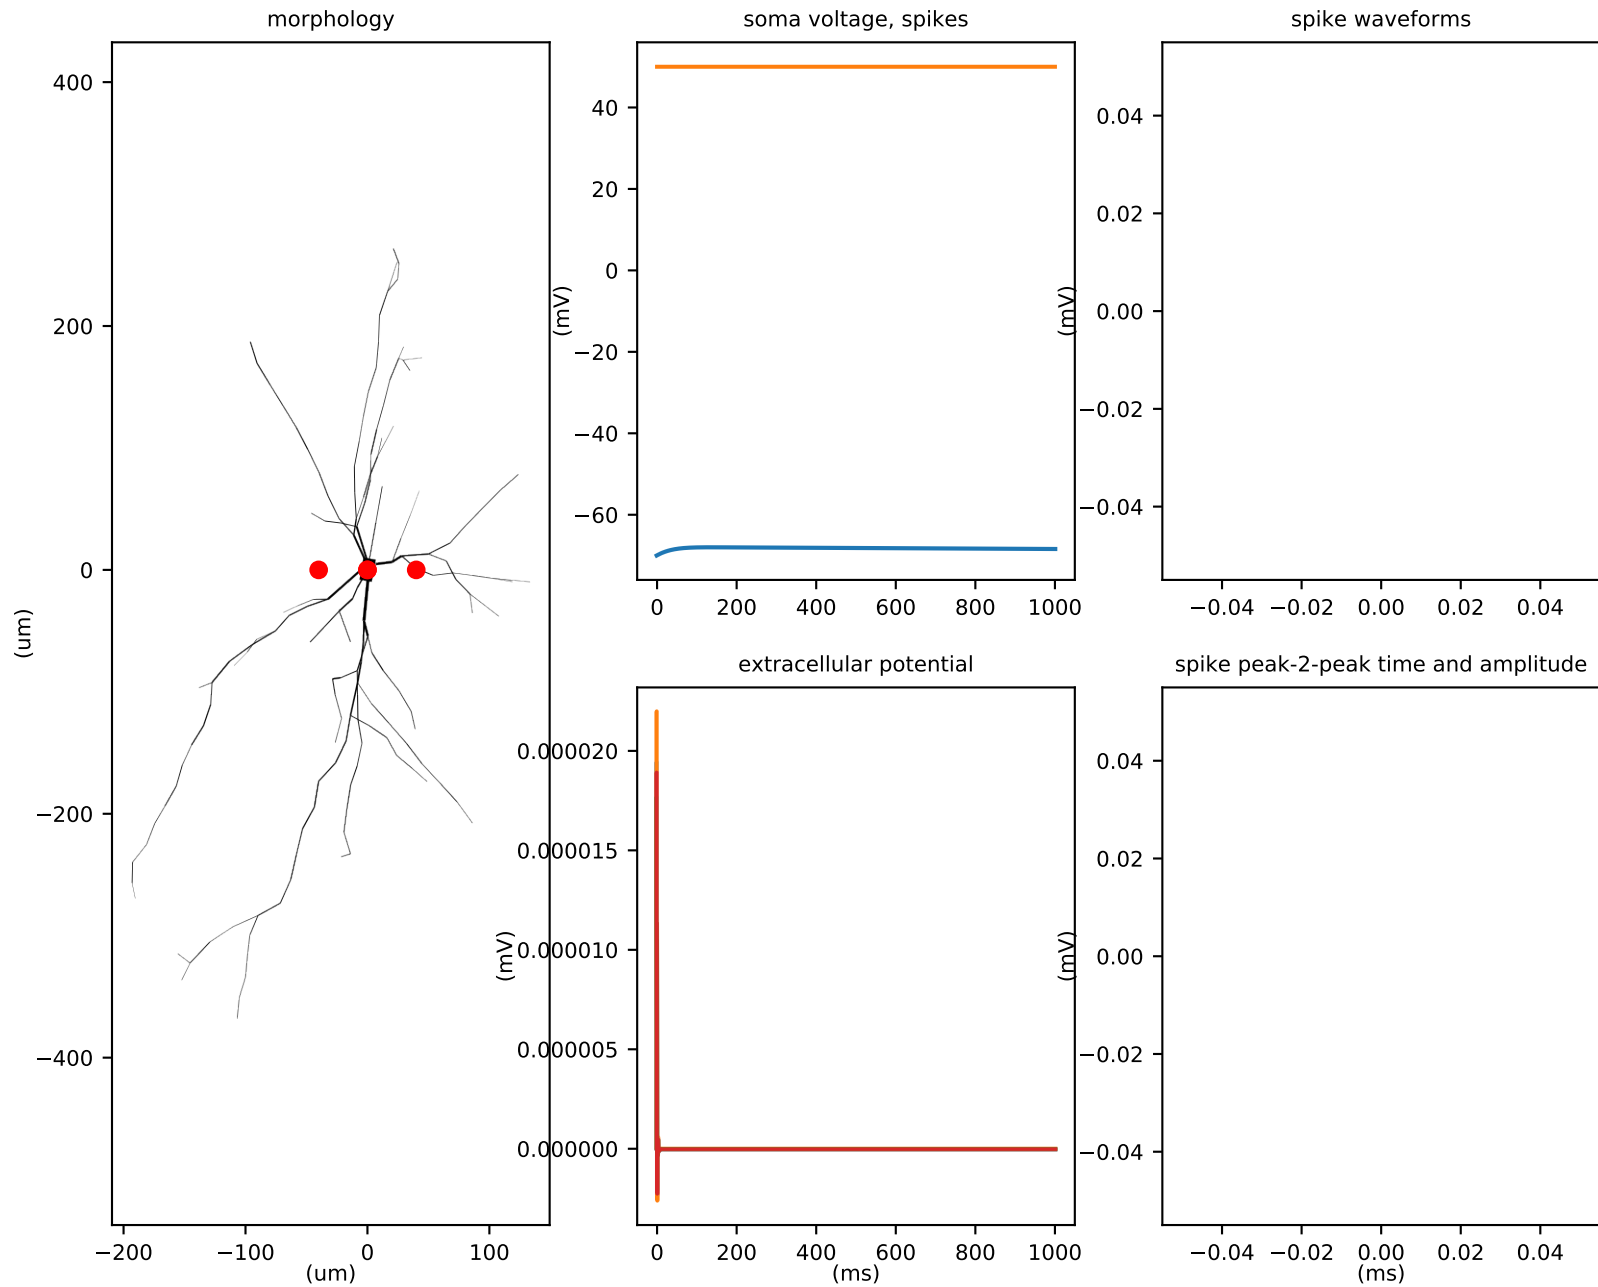 morphology
400
200
0
−200
−400
(um)
−200 −100 0 100
(um)
soma voltage, spikes
40
20
0
−20
−40
−60
(mV)
0 200 400 600 800 1000
spike waveforms
0.04
0.02
0.00
−0.02
−0.04
(mV)
−0.04 −0.02 0.00 0.02 0.04
extracellular potential
0.000020
0.000015
0.000010
0.000005
0.000000
(mV)
0 200 400 600 800 1000
(ms)
spike peak-2-peak time and amplitude
0.04
0.02
0.00
−0.02
−0.04
(mV)
−0.04 −0.02 0.00 0.02 0.04
(ms)